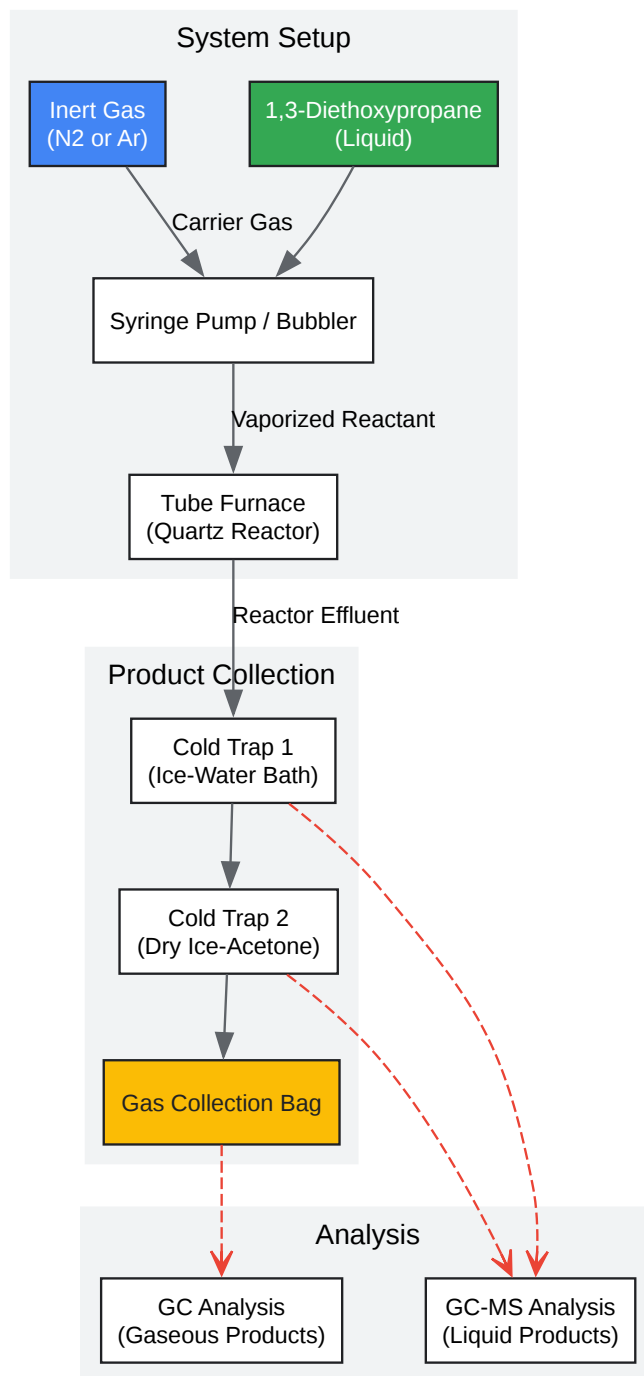 System Setup
Inert Gas
(N2 or Ar)
1,3-Diethoxypropane
(Liquid)
Carrier Gas
Syringe Pump / Bubbler
Vaporized Reactant
Tube Furnace
(Quartz Reactor)
Reactor Effluent
Product Collection
Cold Trap 1
(Ice-Water Bath)
Cold Trap 2
(Dry Ice-Acetone)
Gas Collection Bag
Analysis
GC Analysis
(Gaseous Products)
GC-MS Analysis
(Liquid Products)